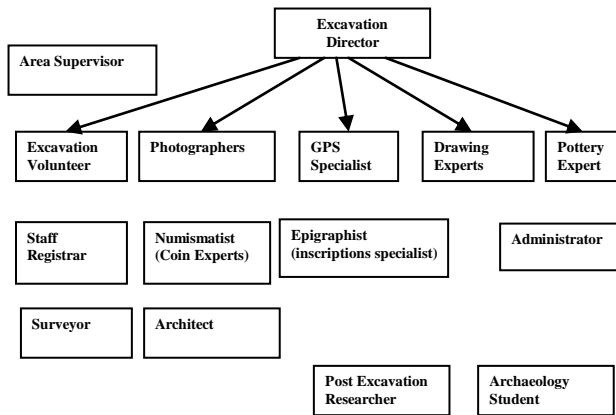 Excavation
Director
Area Supervisor
Excavation
Volunteer
Photographers
GPS
Specialist
Drawing
Experts
Pottery
Expert
Staff
Registrar
Numismatist
(Coin Experts)
Epigraphist
(inscriptions specialist)
Administrator
Surveyor
Architect
Post Excavation
Researcher
Archaeology
Student